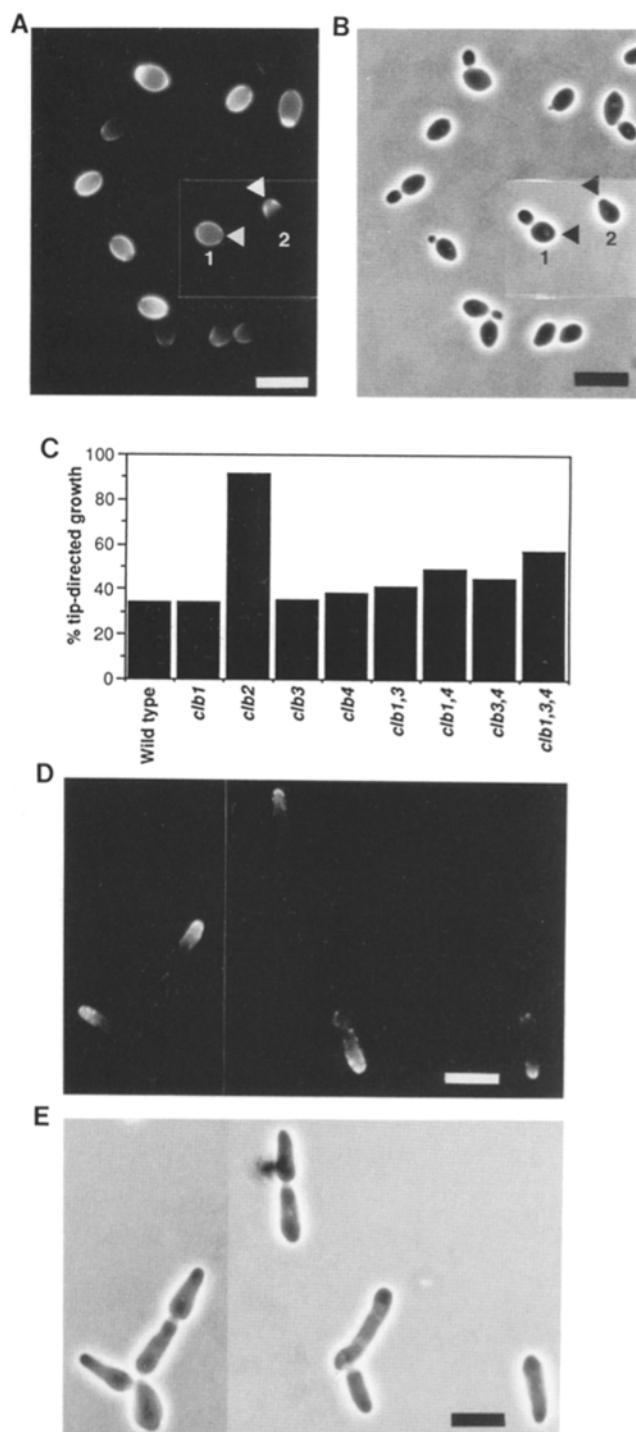 A
B
1
2
1
2
C
% tip-directed growth
100
80
60
40
20
0
Wild type
clb1
clb2
clb3
clb4
clb1,3
clb1,4
clb3,4
clb1,3,4
D
E